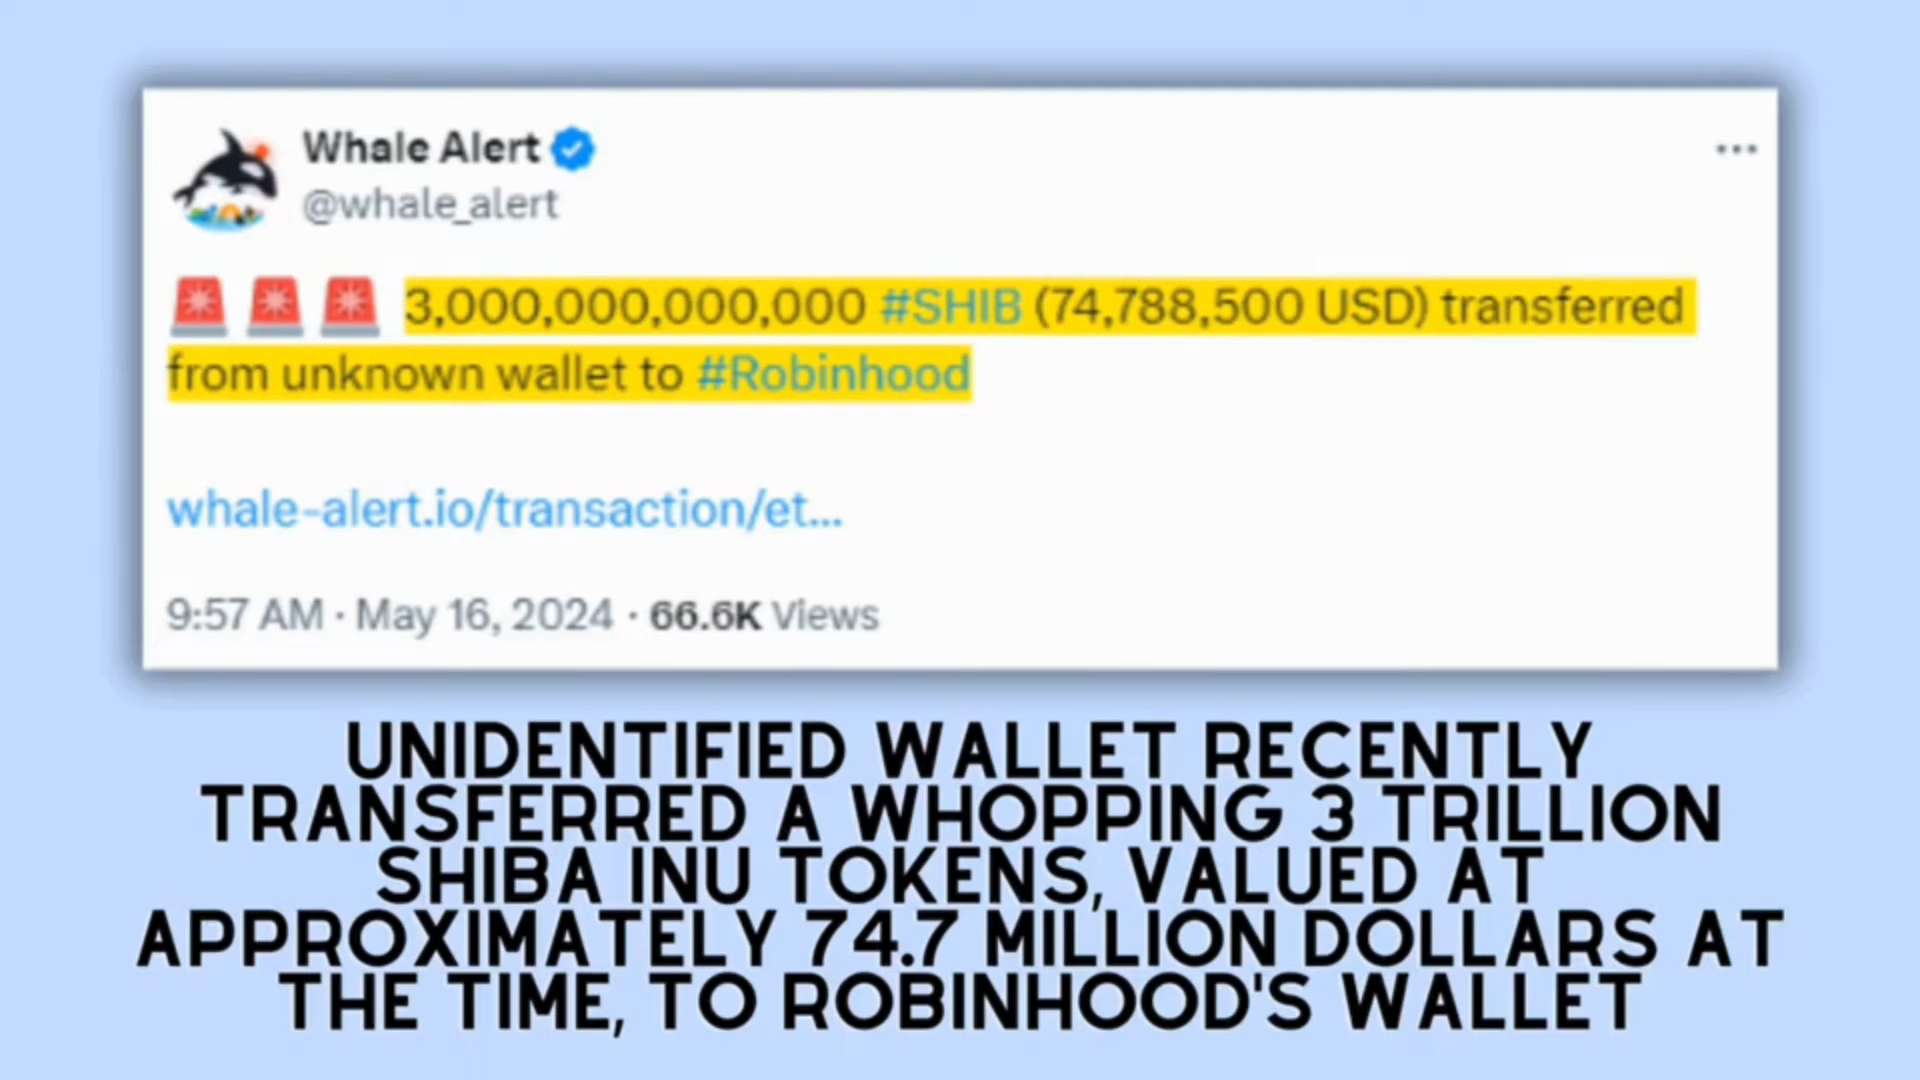 Whale Alert
@whale_alert
3,000,000,000,000 #SHIB (74,788,500 USD) transferred
from unknown wallet to #Robinhood
whale-alert.io/transaction/et...
9:57 AM · May 16, 2024 · 66.6K Views
UNIDENTIFIED WALLET RECENTLY
TRANSFERRED A WHOPPING 3 TRILLION
SHIBA INU TOKENS, VALUED AT
APPROXIMATELY 74.7 MILLION DOLLARS AT
THE TIME, TO ROBINHOOD'S WALLET